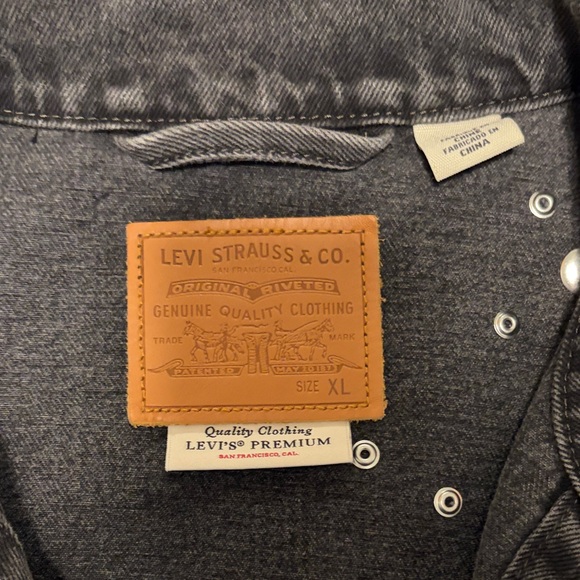 FABRICADO EN
CHINA
LEVI STRAUSS & CO.
SAN FRANCISCO CAL.
ORIGINAL RIVETED
GENUINE QUALITY CLOTHING
TRADE MARK
PATENTED MAY 20 1873
SIZE XL
Quality Clothing
LEVI'S® PREMIUM
SAN FRANCISCO, CAL.